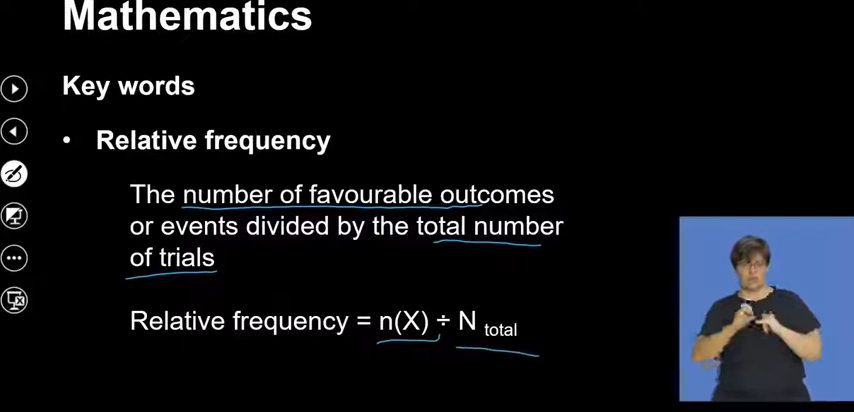 Mathematics
Key words
• Relative frequency
The number of favourable outcomes
or events divided by the total number
of trials
Relative frequency = n(X) ÷ N total